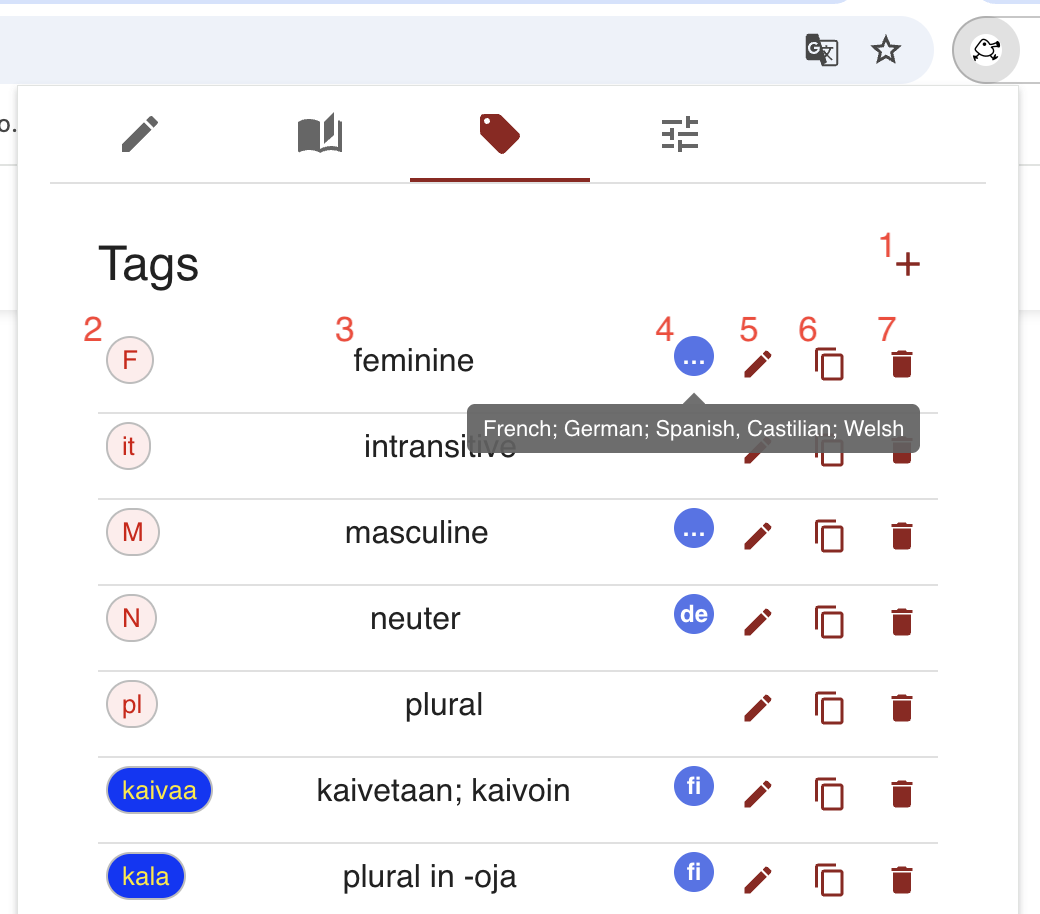 o.
Tags
1
2 3 4 5 6 7
F feminine ...
French; German; Spanish, Castilian; Welsh
it intransitive
M masculine ...
N neuter de
pl plural
kaivaa kaivetaan; kaivoin fi
kala plural in -oja fi